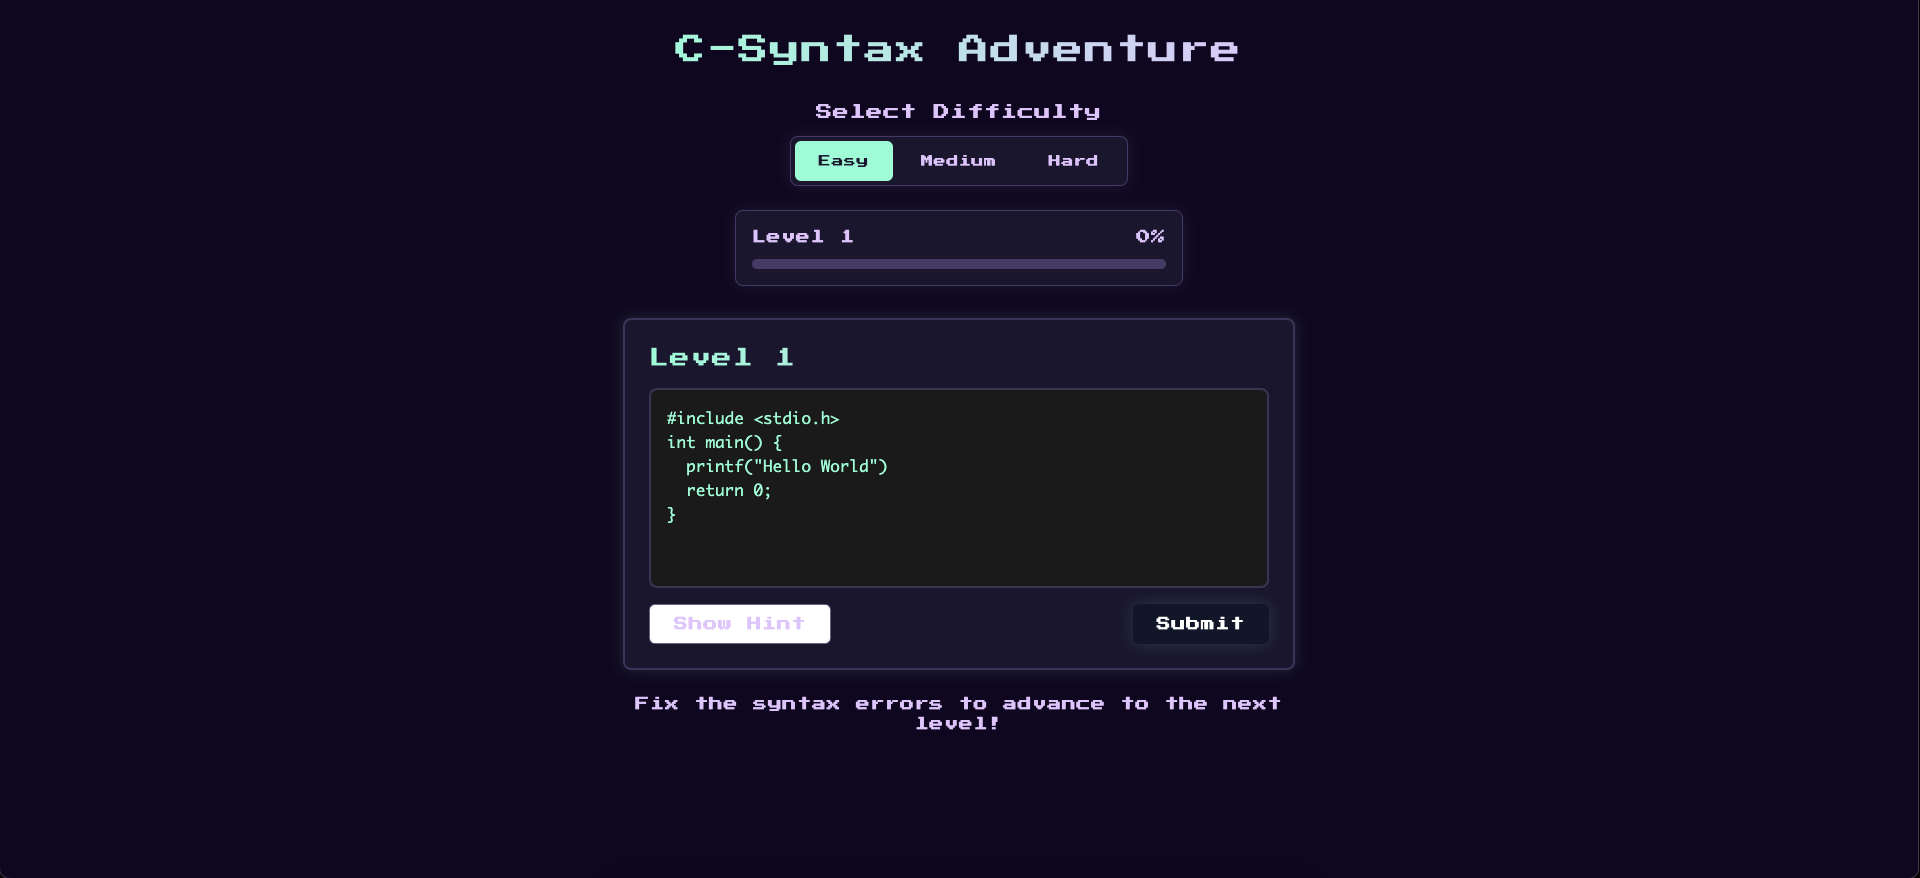 C-Syntax Adventure
Select Difficulty
Easy Medium Hard
Level 1 0%
Level 1
#include <stdio.h>
int main() {
  printf("Hello World")
  return 0;
}
Show Hint Submit
Fix the syntax errors to advance to the next
level!